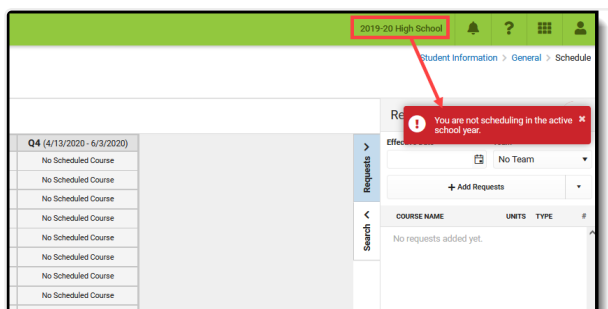 2019-20 High School
?
Student Information > General > Schedule
Re
You are not scheduling in the active
school year.
Q4 (4/13/2020 - 6/3/2020)
No Team
Requests
+ Add Requests
No Scheduled Course
No Scheduled Course
No Scheduled Course
No Scheduled Course
No Scheduled Course
No Scheduled Course
No Scheduled Course
No Scheduled Course
Search
COURSE NAME UNITS TYPE #
No requests added yet.